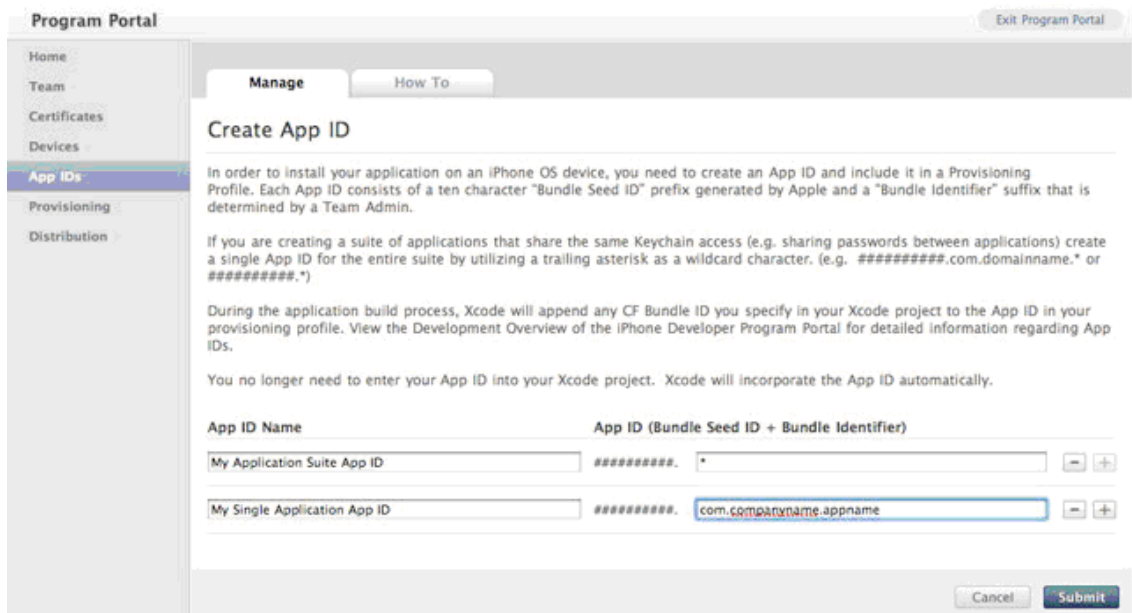 Program Portal
Exit Program Portal
Home
Team
Certificates
Devices
App IDs
Provisioning
Distribution
Manage
How To
Create App ID
In order to install your application on an iPhone OS device, you need to create an App ID and include it in a Provisioning
Profile. Each App ID consists of a ten character "Bundle Seed ID" prefix generated by Apple and a "Bundle Identifier" suffix that is
determined by a Team Admin.
If you are creating a suite of applications that share the same Keychain access (e.g. sharing passwords between applications) create
a single App ID for the entire suite by utilizing a trailing asterisk as a wildcard character. (e.g. ##########.com.domainname.* or
##########.*)
During the application build process, Xcode will append any CF Bundle ID you specify in your Xcode project to the App ID in your
provisioning profile. View the Development Overview of the iPhone Developer Program Portal for detailed information regarding App
IDs.
You no longer need to enter your App ID into your Xcode project. Xcode will incorporate the App ID automatically.
App ID Name App ID (Bundle Seed ID + Bundle Identifier)
My Application Suite App ID ##########. * - +
My Single Application App ID ##########. com.companyname.appname - +
Cancel Submit